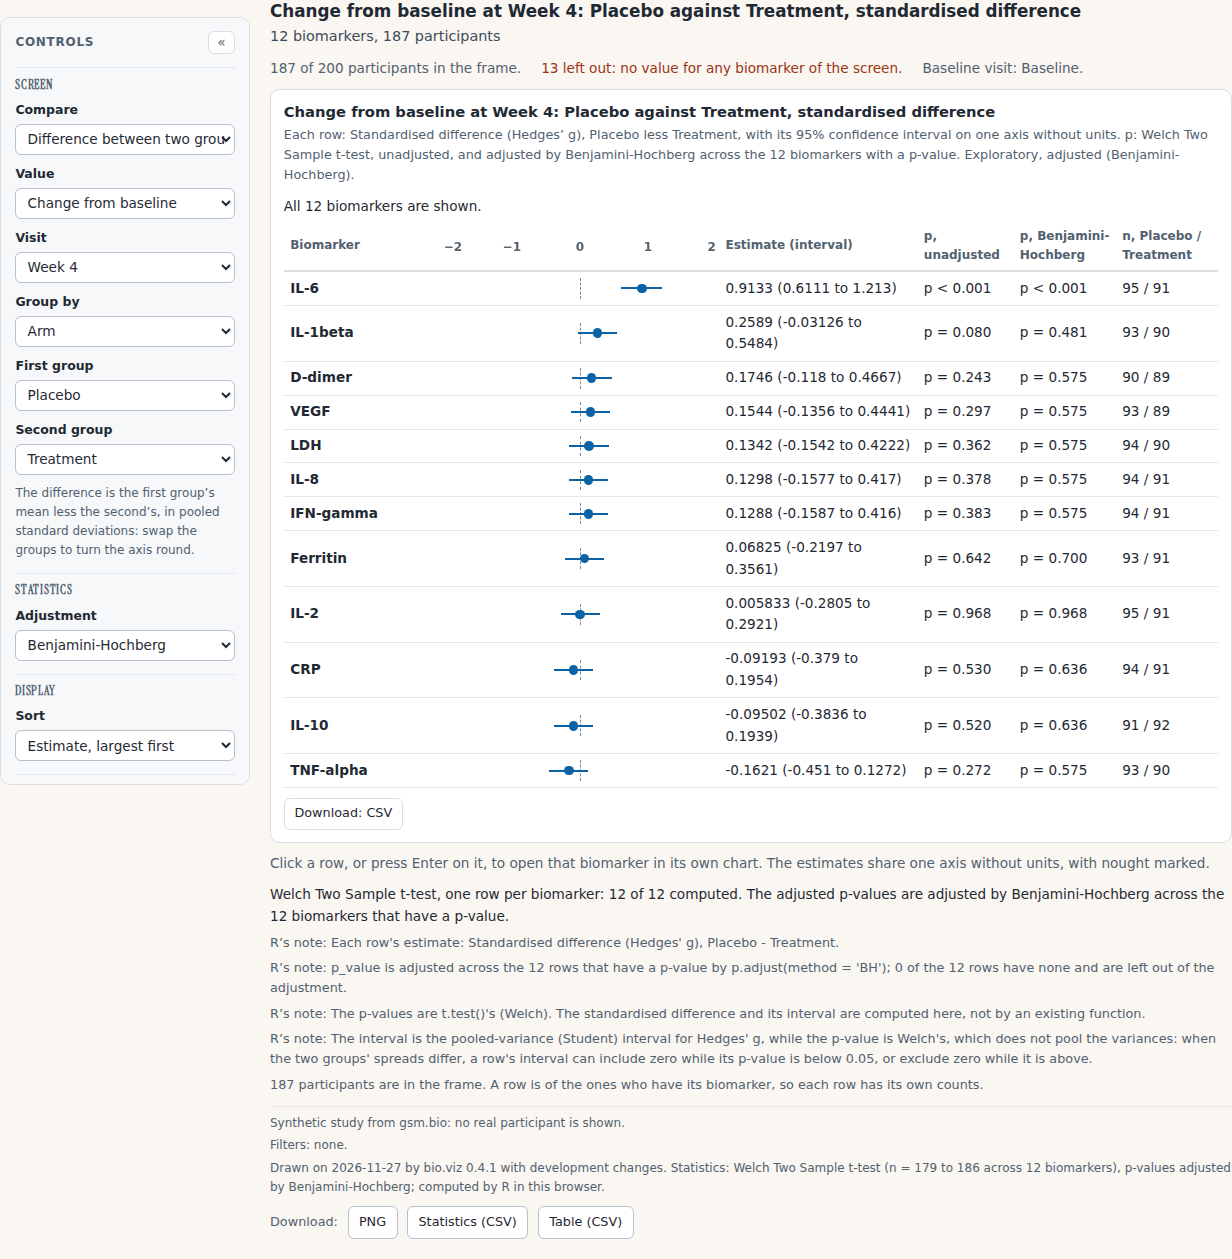 CONTROLS
«
SCREEN
Compare
Difference between two grou
Value
Change from baseline
Visit
Week 4
Group by
Arm
First group
Placebo
Second group
Treatment
The difference is the first group’s
mean less the second’s, in pooled
standard deviations: swap the
groups to turn the axis round.
STATISTICS
Adjustment
Benjamini-Hochberg
DISPLAY
Sort
Estimate, largest first
Change from baseline at Week 4: Placebo against Treatment, standardised difference
12 biomarkers, 187 participants
187 of 200 participants in the frame. 13 left out: no value for any biomarker of the screen. Baseline visit: Baseline.
Change from baseline at Week 4: Placebo against Treatment, standardised difference
Each row: Standardised difference (Hedges’ g), Placebo less Treatment, with its 95% confidence interval on one axis without units. p: Welch Two
Sample t-test, unadjusted, and adjusted by Benjamini-Hochberg across the 12 biomarkers with a p-value. Exploratory, adjusted (Benjamini-
Hochberg).
All 12 biomarkers are shown.
Biomarker −2 −1 0 1 2 Estimate (interval) p, unadjusted p, Benjamini-Hochberg n, Placebo / Treatment
IL-6 0.9133 (0.6111 to 1.213) p < 0.001 p < 0.001 95 / 91
IL-1beta 0.2589 (-0.03126 to 0.5484) p = 0.080 p = 0.481 93 / 90
D-dimer 0.1746 (-0.118 to 0.4667) p = 0.243 p = 0.575 90 / 89
VEGF 0.1544 (-0.1356 to 0.4441) p = 0.297 p = 0.575 93 / 89
LDH 0.1342 (-0.1542 to 0.4222) p = 0.362 p = 0.575 94 / 90
IL-8 0.1298 (-0.1577 to 0.417) p = 0.378 p = 0.575 94 / 91
IFN-gamma 0.1288 (-0.1587 to 0.416) p = 0.383 p = 0.575 94 / 91
Ferritin 0.06825 (-0.2197 to 0.3561) p = 0.642 p = 0.700 93 / 91
IL-2 0.005833 (-0.2805 to 0.2921) p = 0.968 p = 0.968 95 / 91
CRP -0.09193 (-0.379 to 0.1954) p = 0.530 p = 0.636 94 / 91
IL-10 -0.09502 (-0.3836 to 0.1939) p = 0.520 p = 0.636 91 / 92
TNF-alpha -0.1621 (-0.451 to 0.1272) p = 0.272 p = 0.575 93 / 90
Download: CSV
Click a row, or press Enter on it, to open that biomarker in its own chart. The estimates share one axis without units, with nought marked.
Welch Two Sample t-test, one row per biomarker: 12 of 12 computed. The adjusted p-values are adjusted by Benjamini-Hochberg across the
12 biomarkers that have a p-value.
R’s note: Each row's estimate: Standardised difference (Hedges' g), Placebo - Treatment.
R’s note: p_value is adjusted across the 12 rows that have a p-value by p.adjust(method = 'BH'); 0 of the 12 rows have none and are left out of the
adjustment.
R’s note: The p-values are t.test()'s (Welch). The standardised difference and its interval are computed here, not by an existing function.
R’s note: The interval is the pooled-variance (Student) interval for Hedges' g, while the p-value is Welch's, which does not pool the variances: when
the two groups' spreads differ, a row's interval can include zero while its p-value is below 0.05, or exclude zero while it is above.
187 participants are in the frame. A row is of the ones who have its biomarker, so each row has its own counts.
Synthetic study from gsm.bio: no real participant is shown.
Filters: none.
Drawn on 2026-11-27 by bio.viz 0.4.1 with development changes. Statistics: Welch Two Sample t-test (n = 179 to 186 across 12 biomarkers), p-values adjusted
by Benjamini-Hochberg; computed by R in this browser.
Download: PNG Statistics (CSV) Table (CSV)